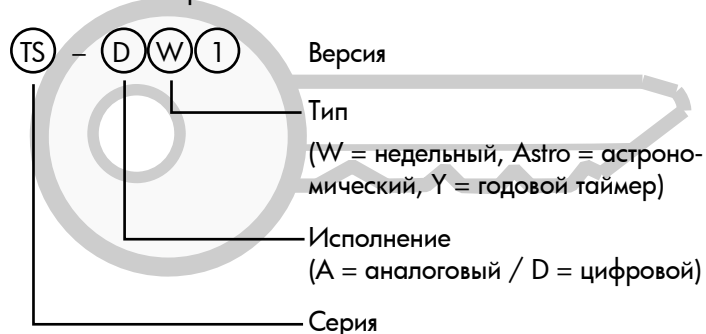 TS – D W 1 Версия
Тип
(W = недельный, Astro = астроно-
мический, Y = годовой таймер)
Исполнение
(A = аналоговый / D = цифровой)
Серия